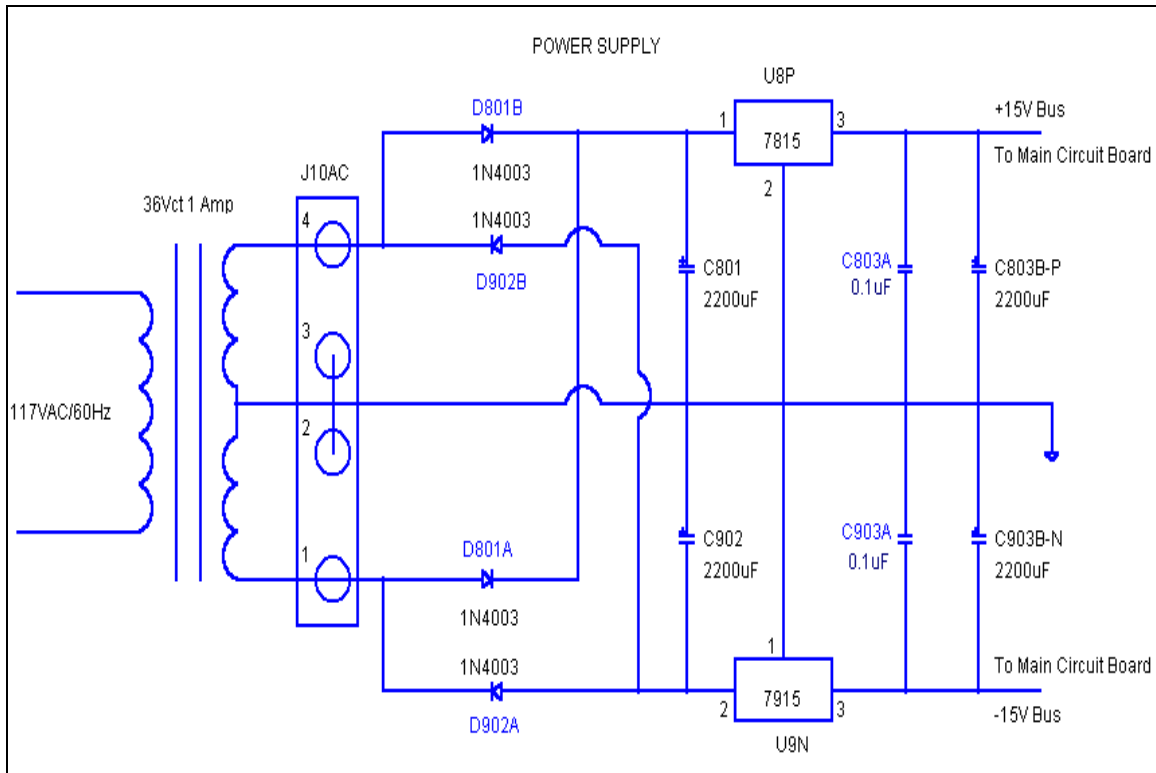 POWER SUPPLY
U8P
D801B
1
7815
3
+15V Bus
To Main Circuit Board
1N4003
2
J10AC
36Vct 1 Amp
4
1N4003
D902B
C801
2200uF
C803A
0.1uF
C803B-P
2200uF
3
117VAC/60Hz
2
D801A
C902
2200uF
C903A
0.1uF
C903B-N
2200uF
1
1N4003
1N4003
1
To Main Circuit Board
2
7915
3
-15V Bus
D902A
U9N